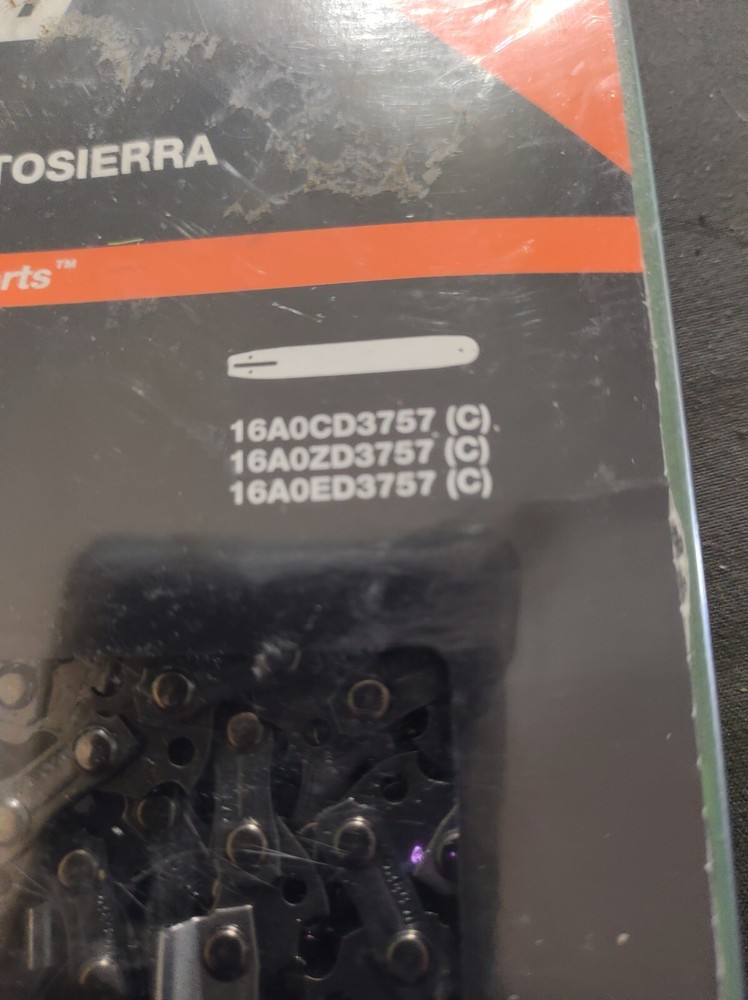 TOSIERRA
rts™
16A0CD3757 (C)
16A0ZD3757 (C)
16A0ED3757 (C)